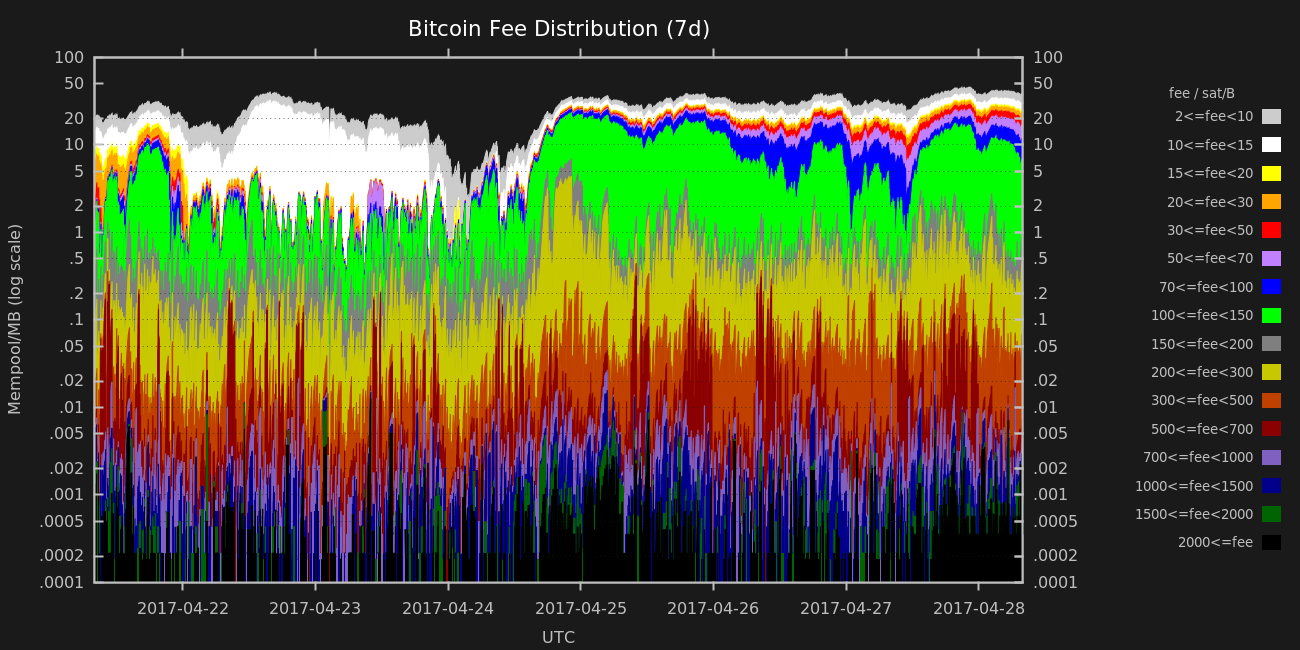 Bitcoin Fee Distribution (7d)
Mempool/MB (log scale)
100
50
20
10
5
2
1
.5
.2
.1
.05
.02
.01
.005
.002
.001
.0005
.0002
.0001
100
50
20
10
5
2
1
.5
.2
.1
.05
.02
.01
.005
.002
.001
.0005
.0002
.0001
fee / sat/B
2<=fee<10
10<=fee<15
15<=fee<20
20<=fee<30
30<=fee<50
50<=fee<70
70<=fee<100
100<=fee<150
150<=fee<200
200<=fee<300
300<=fee<500
500<=fee<700
700<=fee<1000
1000<=fee<1500
1500<=fee<2000
2000<=fee
2017-04-22 2017-04-23 2017-04-24 2017-04-25 2017-04-26 2017-04-27 2017-04-28
UTC